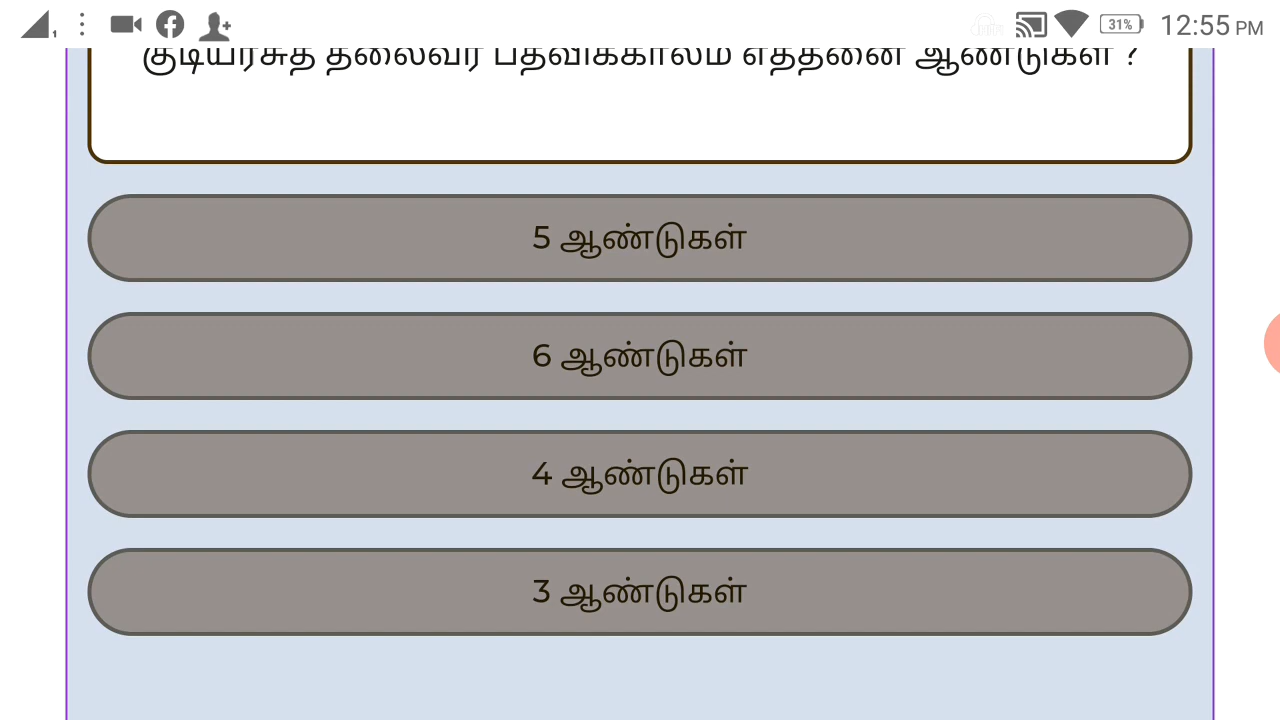 1
31%
12:55 PM
குடியரசுத் தலைவர் பதவிக்காலம் எத்தனை ஆண்டுகள் ?
5 ஆண்டுகள்
6 ஆண்டுகள்
4 ஆண்டுகள்
3 ஆண்டுகள்